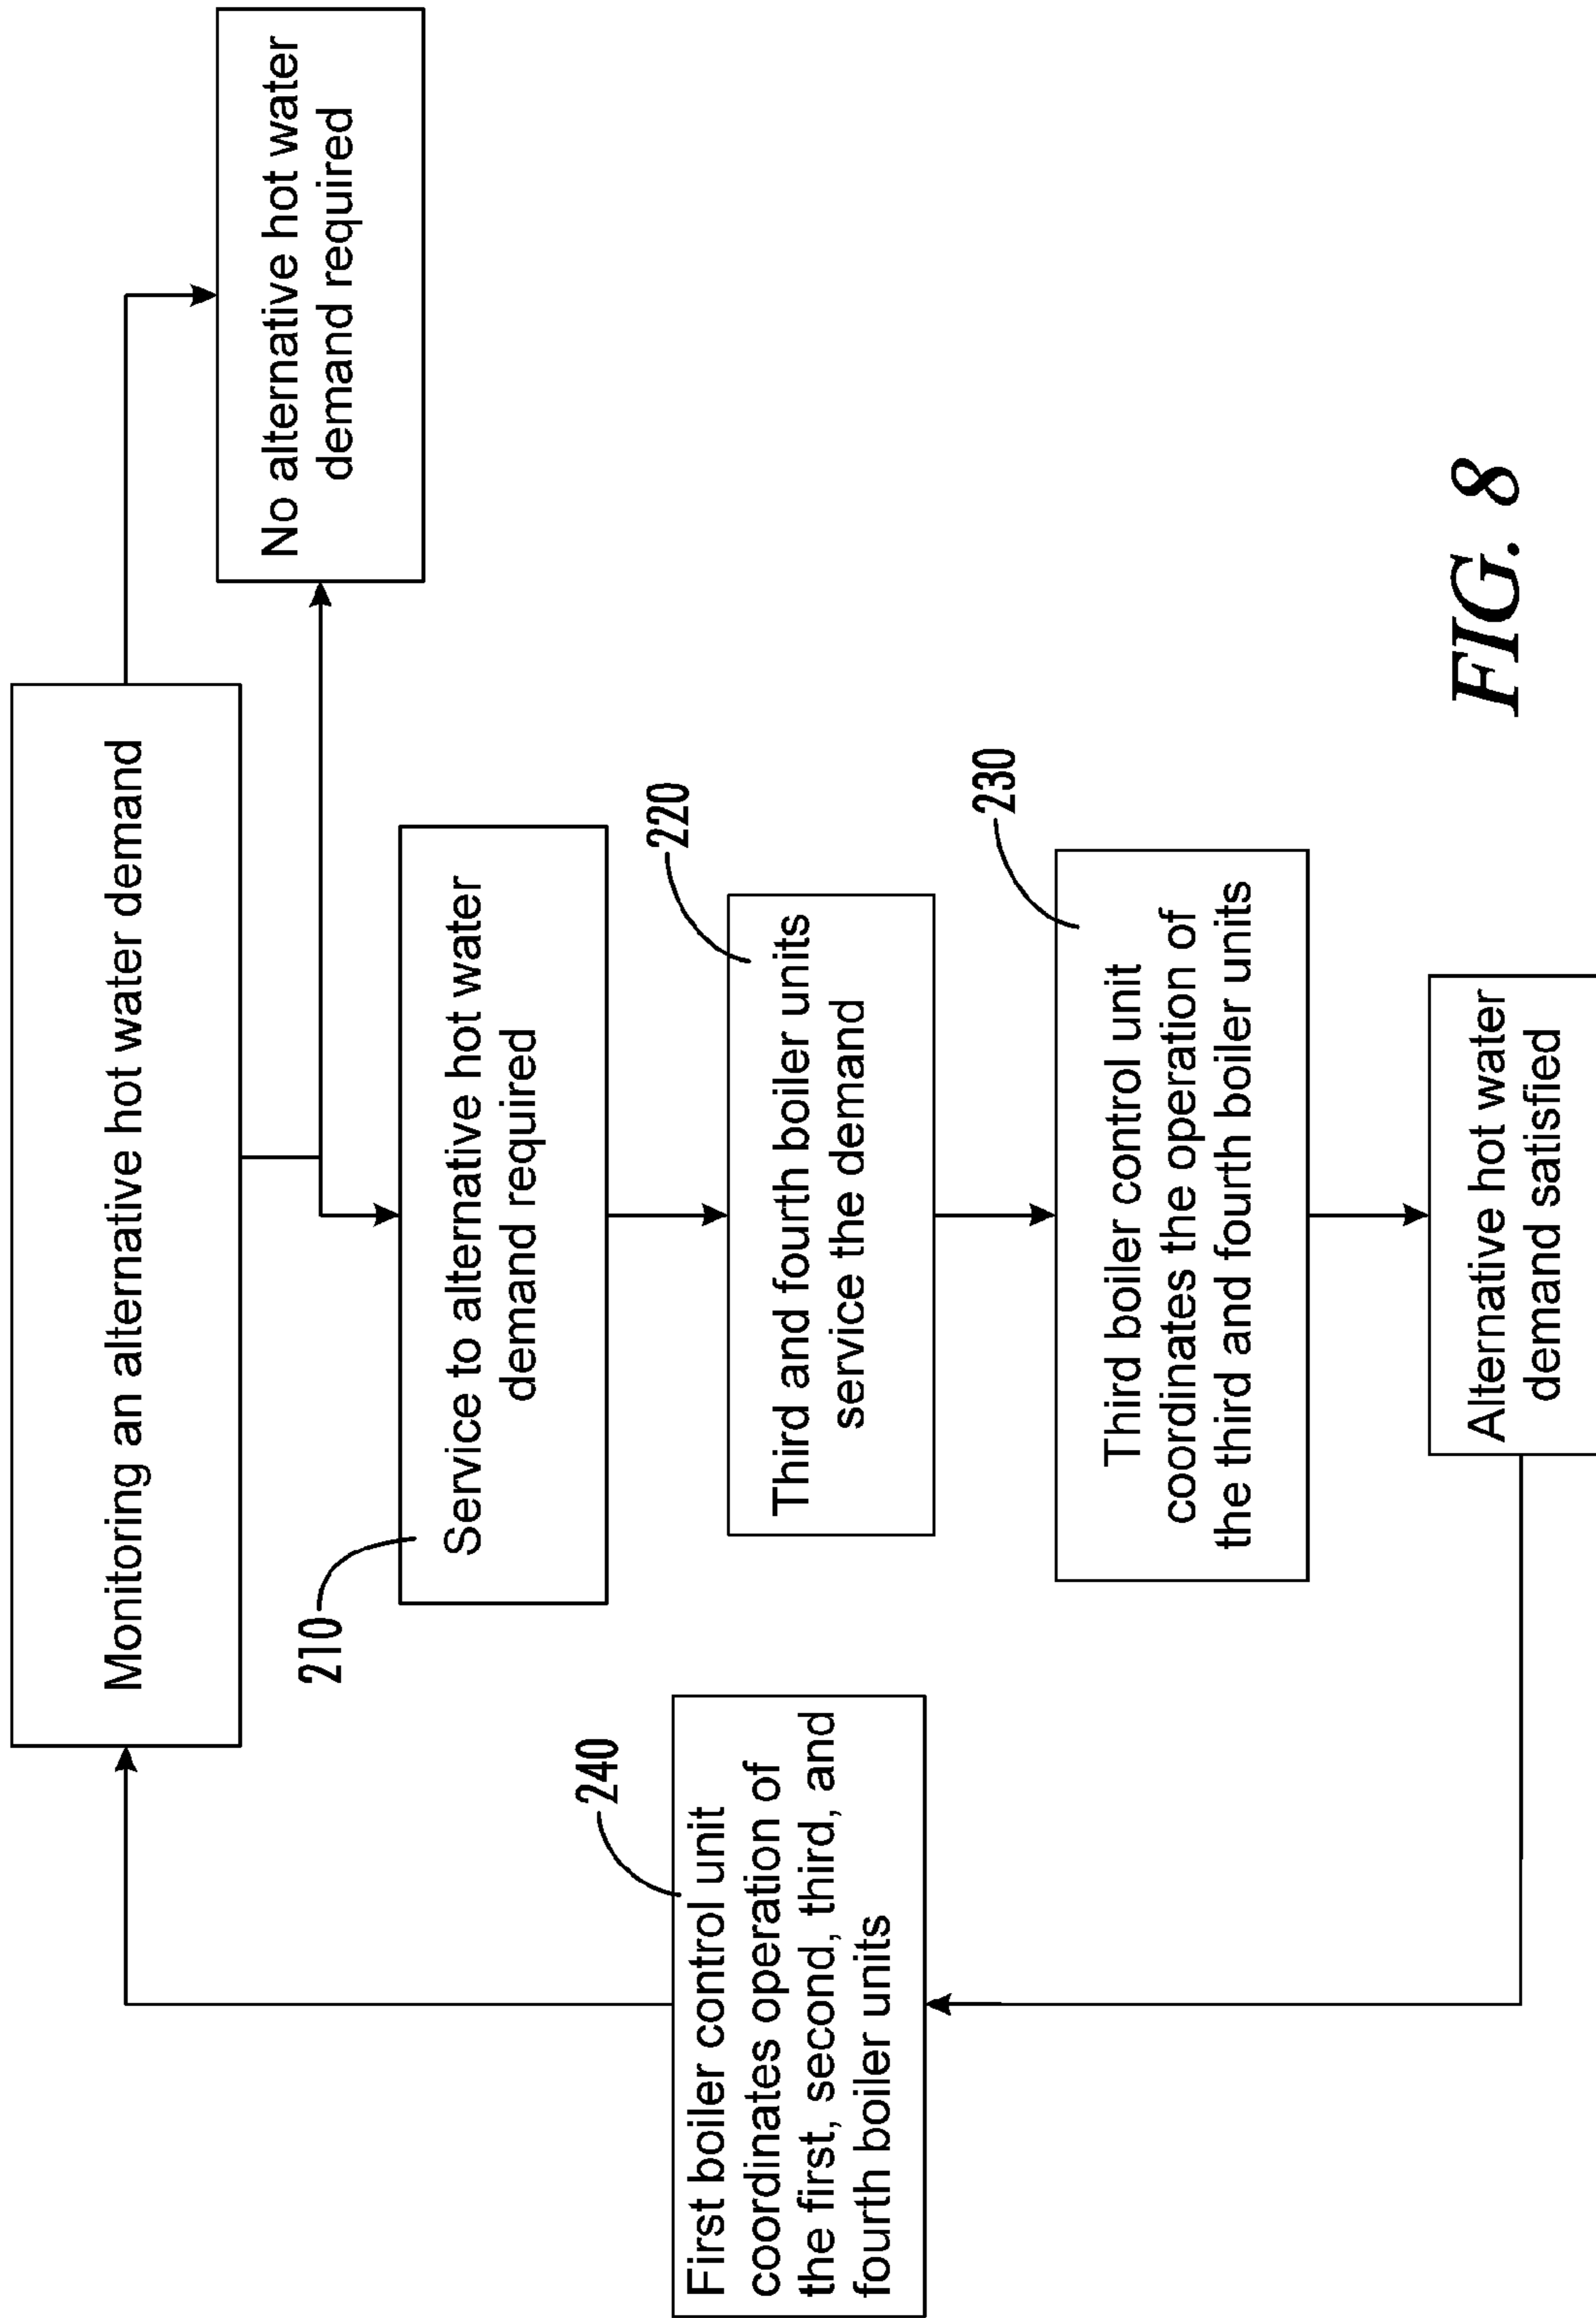 Monitoring an alternative hot water demand
No alternative hot water
demand required
210
Service to alternative hot water
demand required
220
Third and fourth boiler units
service the demand
240
First boiler control unit
coordinates operation of
the first, second, third, and
fourth boiler units
230
Third boiler control unit
coordinates the operation of
the third and fourth boiler units
Alternative hot water
demand satisfied
FIG. 8